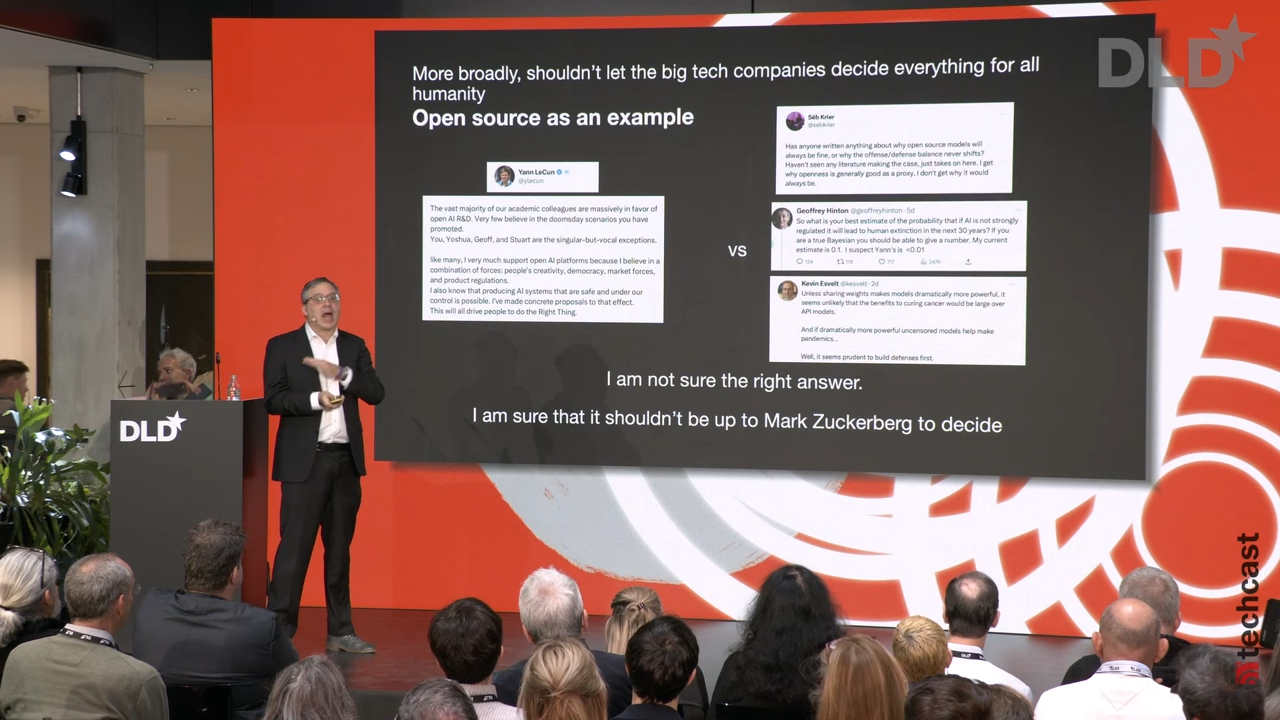 DLD
More broadly, shouldn't let the big tech companies decide everything for all
humanity
Open source as an example
Yann LeCun
@ylecun
The vast majority of our academic colleagues are massively in favor of
open AI R&D. Very few believe in the doomsday scenarios you have
promoted.
You, Yoshua, Geoff, and Stuart are the singular-but-vocal exceptions.
like many, I very much support open AI platforms because I believe in a
combination of forces: people's creativity, democracy, market forces,
and product regulations.
I also know that producing AI systems that are safe and under our
control is possible. I've made concrete proposals to that effect.
This will all drive people to do the Right Thing.
vs
Séb Krier
@sebkrier
Has anyone written anything about why open source models will
always be fine, or why the offense/defense balance never shifts?
Haven't seen any literature making the case, just takes on here. I get
why openness is generally good as a proxy, I don't get why it would
always be.
Geoffrey Hinton @geoffreyhinton · 5d
So what is your best estimate of the probability that if AI is not strongly
regulated it will lead to human extinction in the next 30 years? If you
are a true Bayesian you should be able to give a number. My current
estimate is 0.1. I suspect Yann's is <0.01
Kevin Esvelt @kesvelt · 2d
Unless sharing weights makes models dramatically more powerful, it
seems unlikely that the benefits to curing cancer would be large over
API models.
And if dramatically more powerful uncensored models help make
pandemics...
Well, it seems prudent to build defenses first.
I am not sure the right answer.
I am sure that it shouldn't be up to Mark Zuckerberg to decide
DLD
techcast